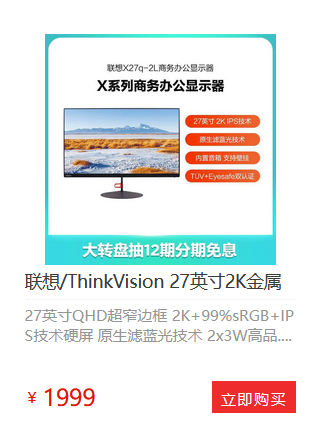 联想X27q-2L商务办公显示器
X系列商务办公显示器
27英寸 2K IPS技术
原生滤蓝光技术
内置音箱 支持壁挂
TÜV+Eyesafe双认证
大转盘抽12期分期免息
联想/ThinkVision 27英寸2K金属
27英寸QHD超窄边框 2K+99%sRGB+IP
S技术硬屏 原生滤蓝光技术 2x3W高品....
¥ 1999
立即购买